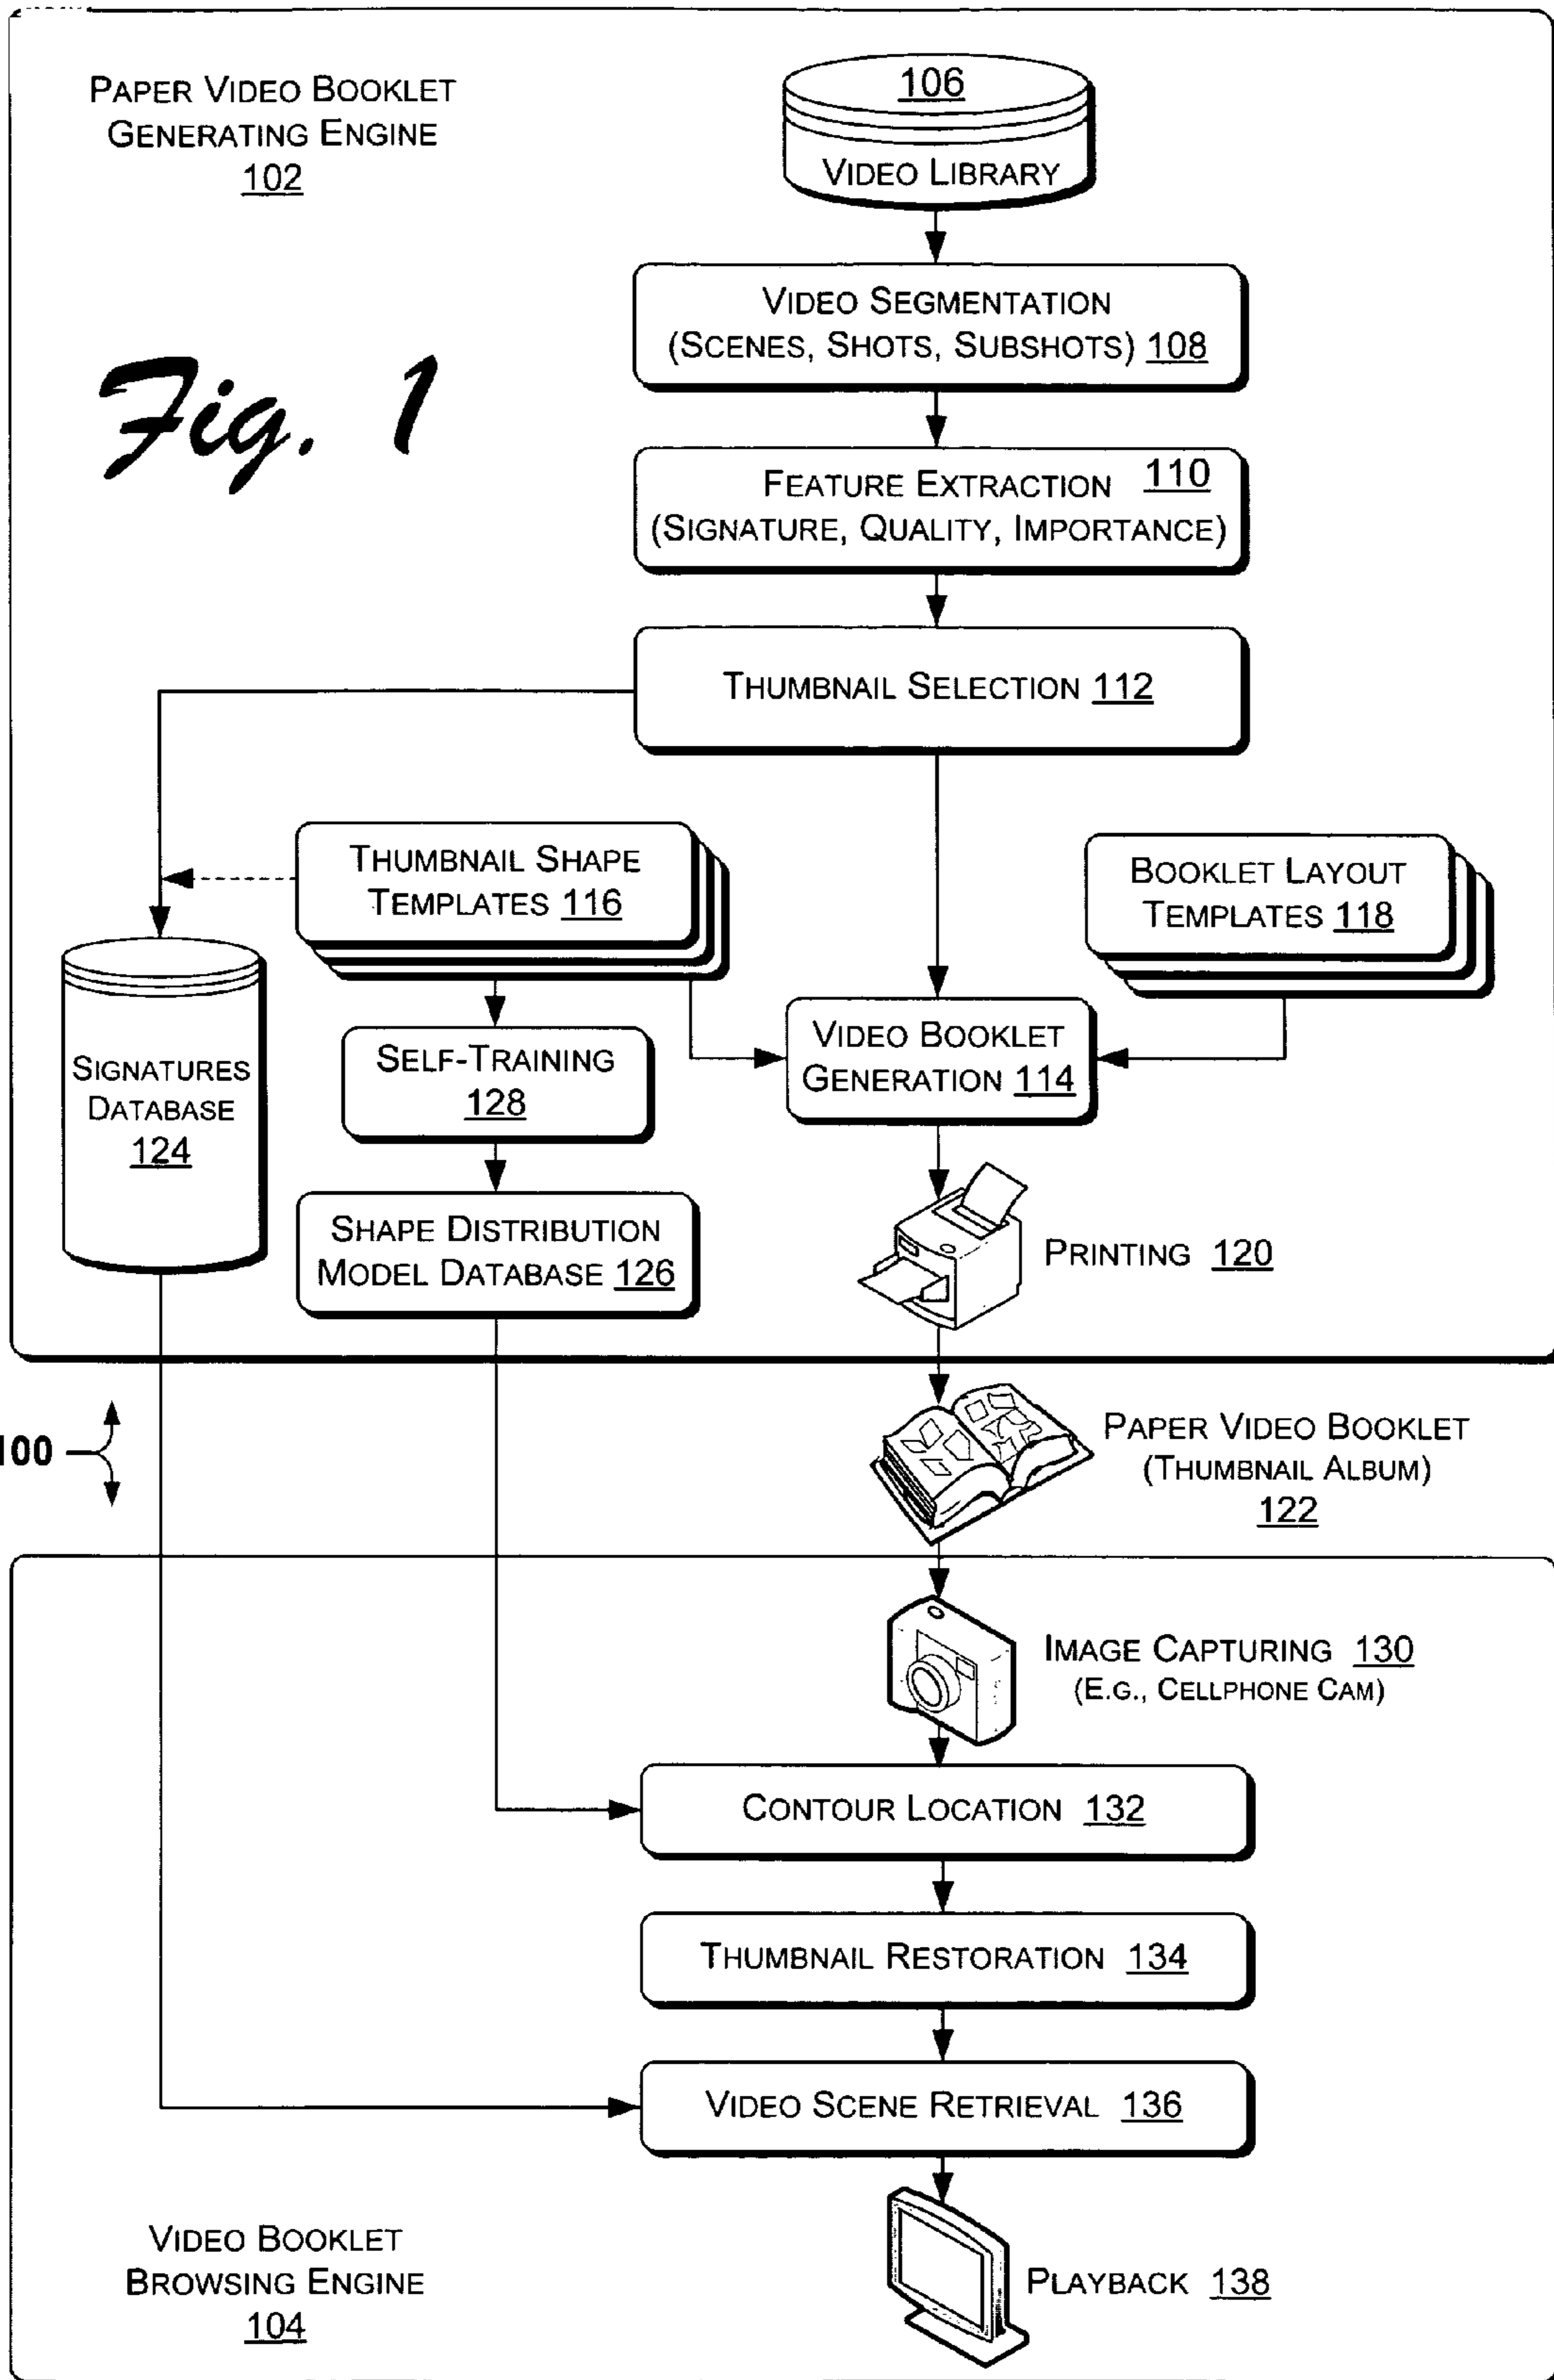 PAPER VIDEO BOOKLET
GENERATING ENGINE
102
106
VIDEO LIBRARY
VIDEO SEGMENTATION
(SCENES, SHOTS, SUBSHOTS) 108
Fig. 1
FEATURE EXTRACTION 110
(SIGNATURE, QUALITY, IMPORTANCE)
THUMBNAIL SELECTION 112
THUMBNAIL SHAPE
TEMPLATES 116
BOOKLET LAYOUT
TEMPLATES 118
SIGNATURES
DATABASE
124
SELF-TRAINING
128
VIDEO BOOKLET
GENERATION 114
SHAPE DISTRIBUTION
MODEL DATABASE 126
PRINTING 120
100
PAPER VIDEO BOOKLET
(THUMBNAIL ALBUM)
122
IMAGE CAPTURING 130
(E.G., CELLPHONE CAM)
CONTOUR LOCATION 132
THUMBNAIL RESTORATION 134
VIDEO SCENE RETRIEVAL 136
VIDEO BOOKLET
BROWSING ENGINE
104
PLAYBACK 138